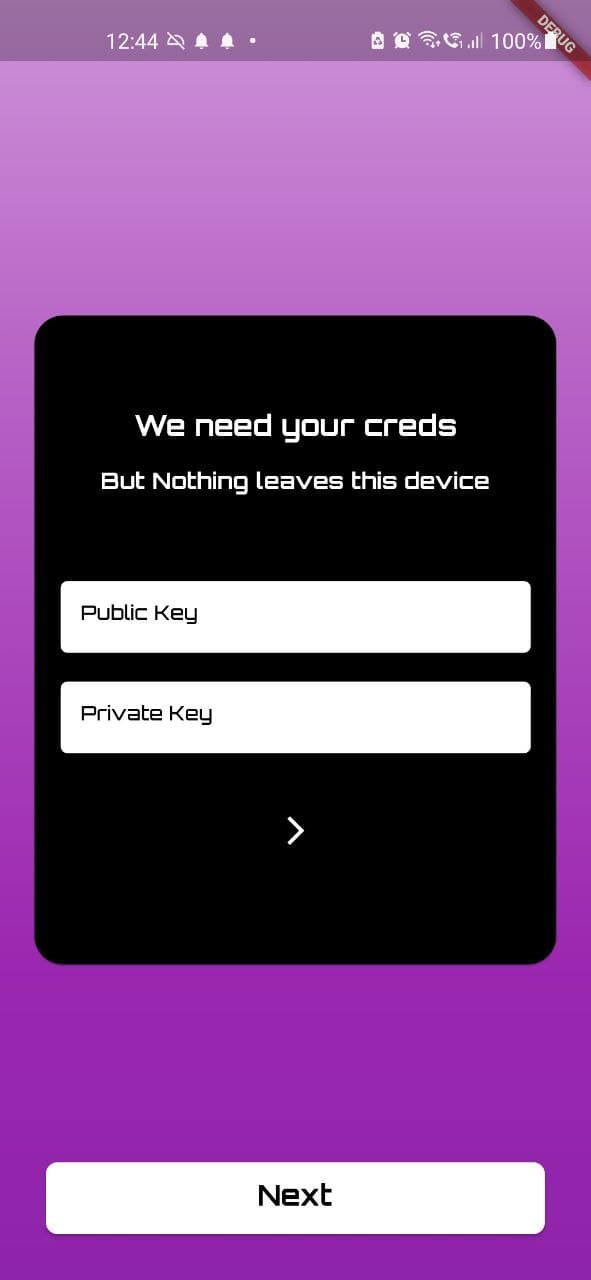 12:44
100%
DEBUG
We need your creds
But Nothing leaves this device
Public Key
Private Key
Next